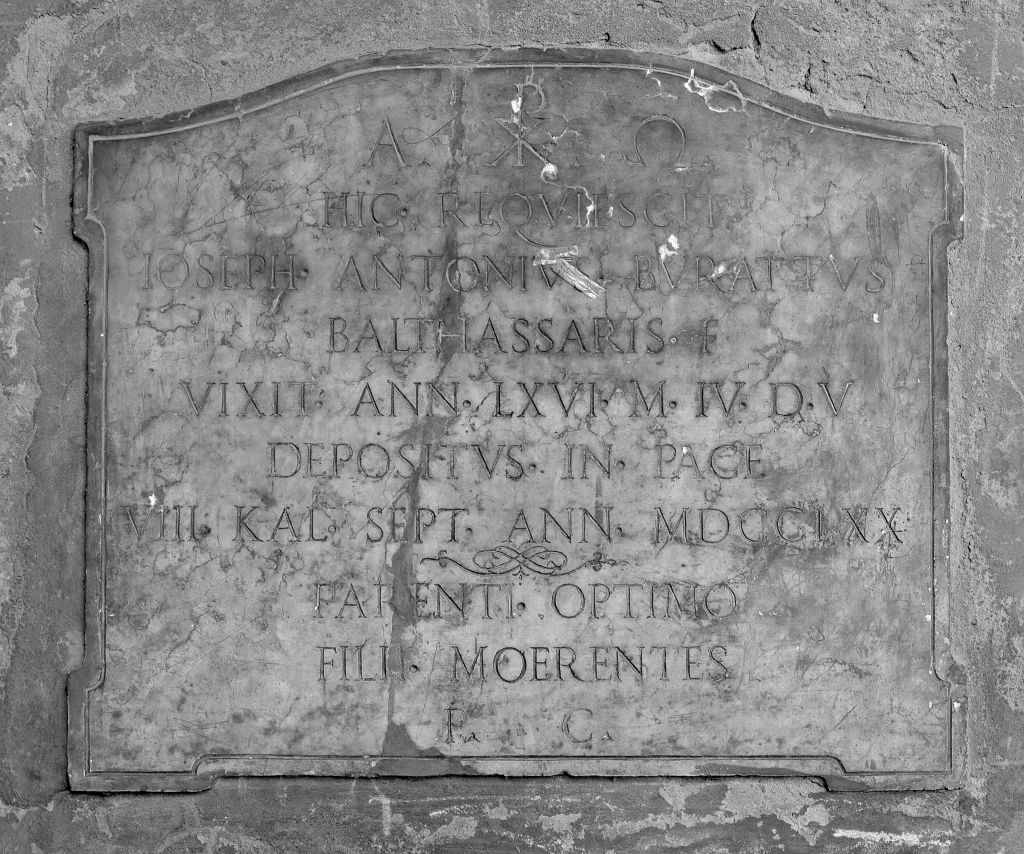 A ☧ Ω
HIC· REQVIESCIT
IOSEPH· ANTONIVS BVRATTVS
BALTHASSARIS· F
VIXIT· ANN· LXVI· M· IV· D· V
DEPOSITVS· IN· PACE
VIII· KAL· SEPT· ANN· MDCCLXX
PARENTI· OPTIMO
FILII· MOERENTES
P. C.